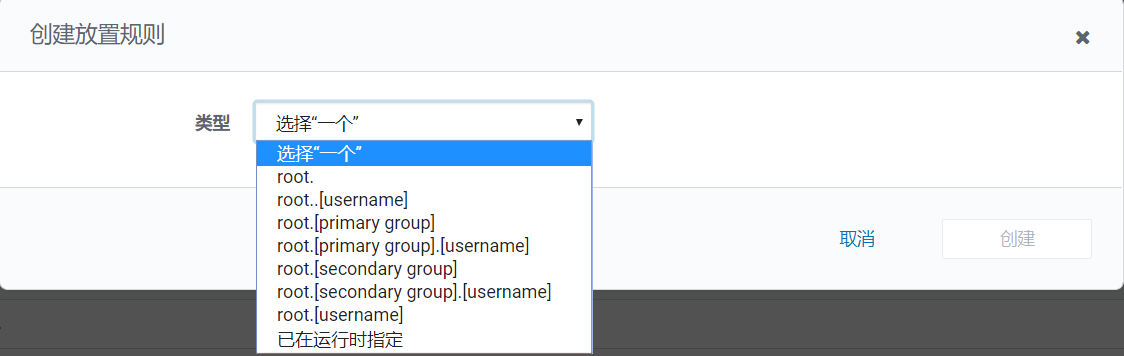 创建放置规则
类型
选择“一个”
选择“一个”
root.
root..[username]
root.[primary group]
root.[primary group].[username]
root.[secondary group]
root.[secondary group].[username]
root.[username]
已在运行时指定
取消
创建